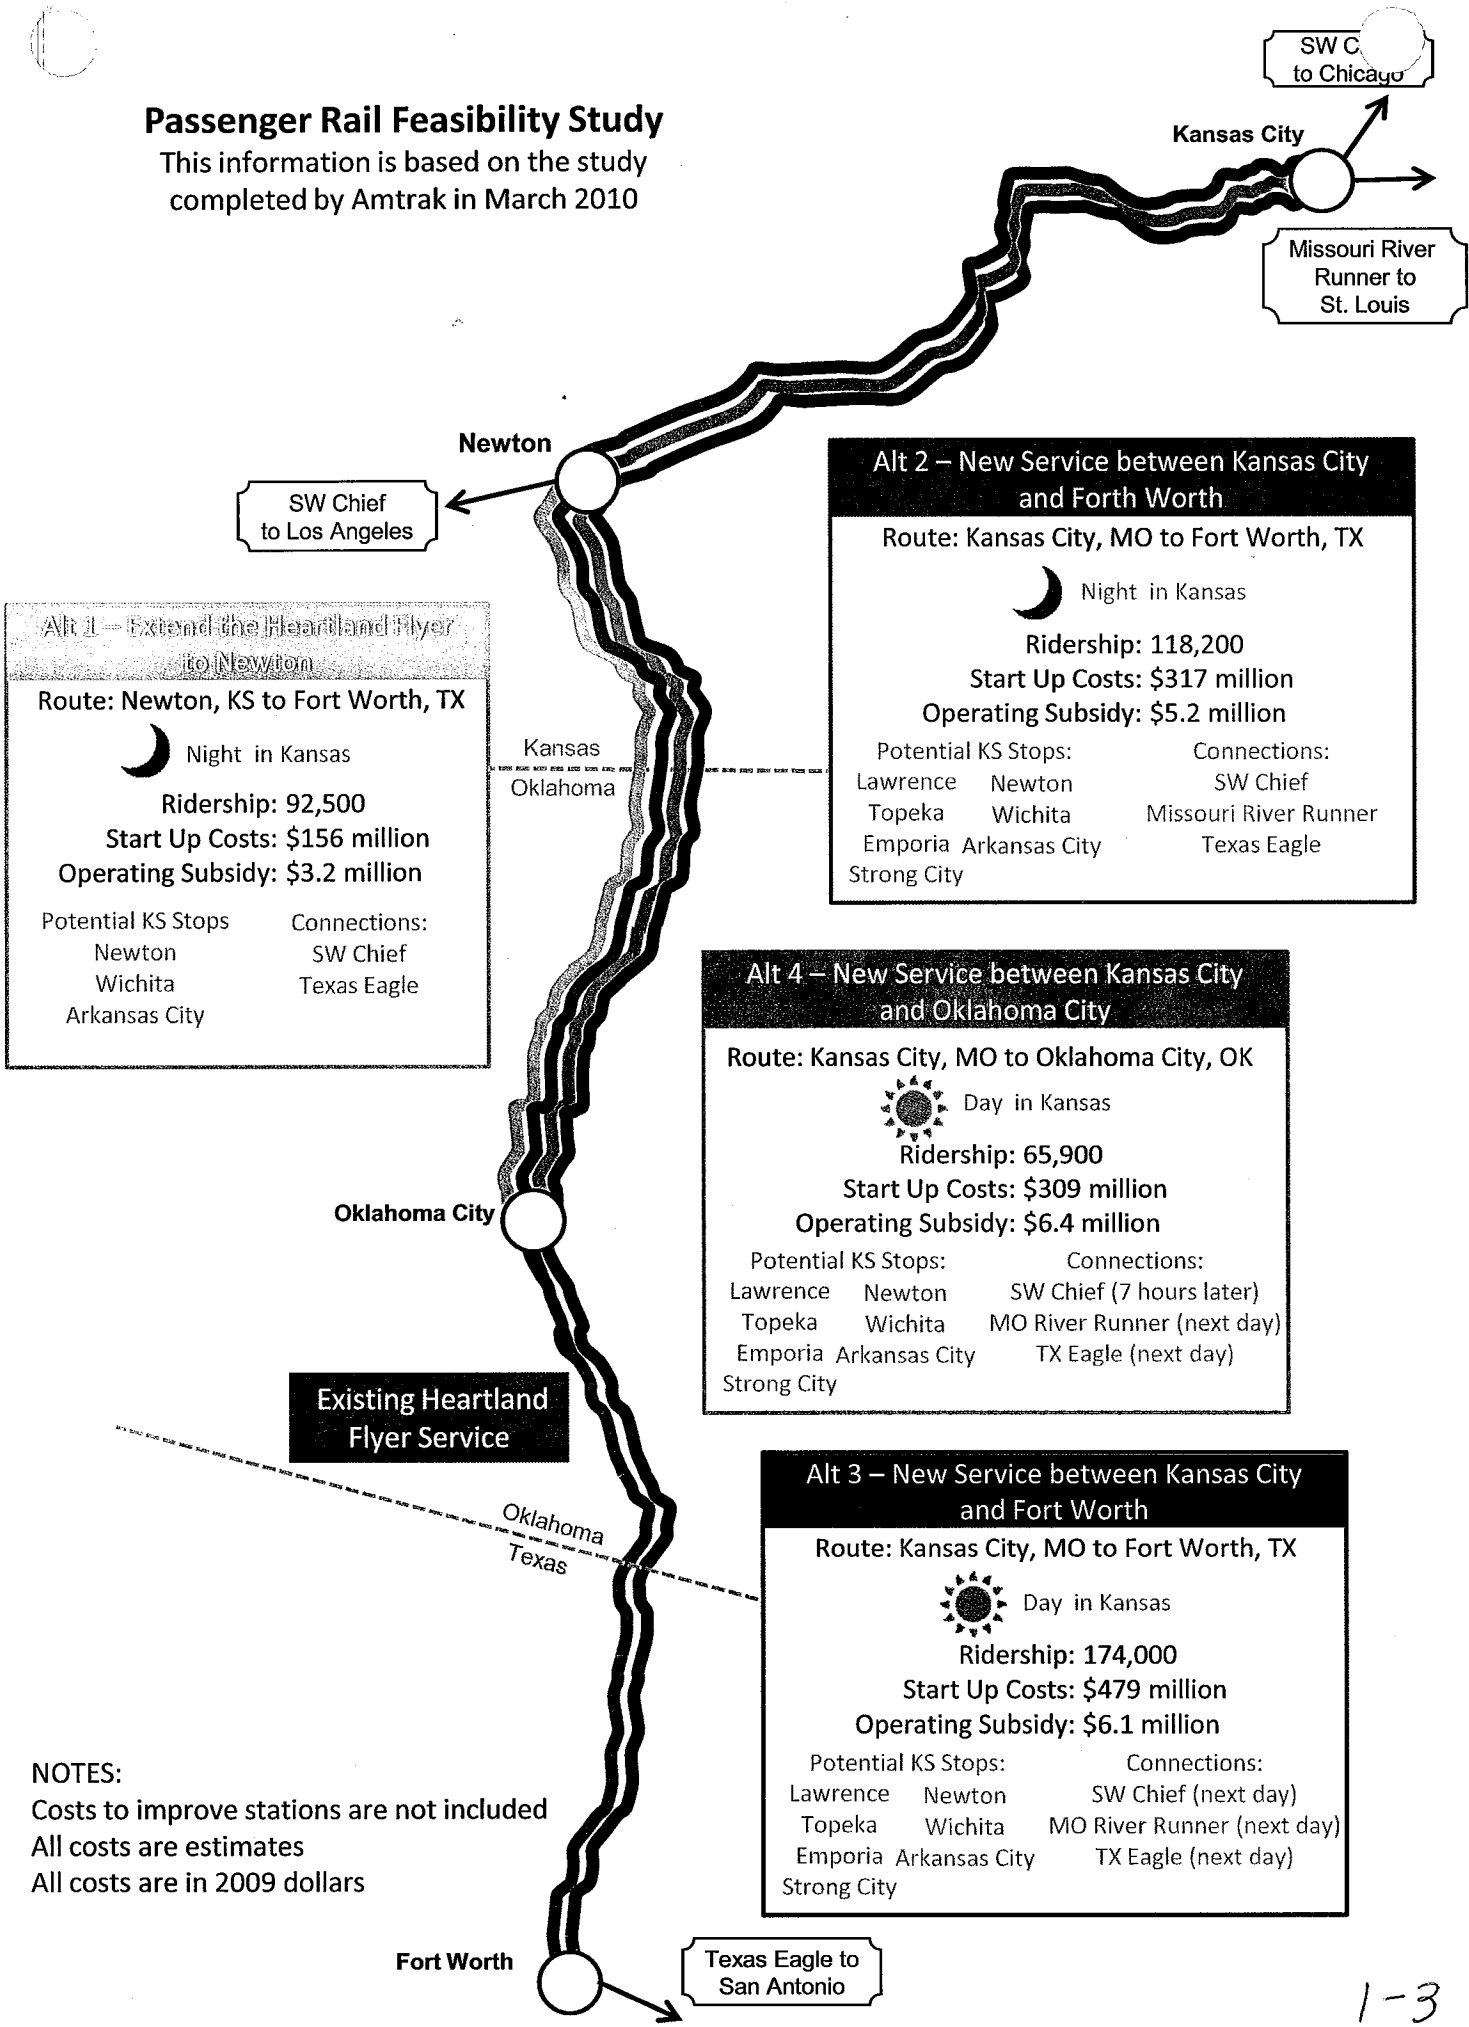 SW C
to Chicago
Passenger Rail Feasibility Study
This information is based on the study
completed by Amtrak in March 2010
Kansas City
Missouri River
Runner to
St. Louis
Newton
SW Chief
to Los Angeles
Alt 2 – New Service between Kansas City
and Forth Worth
Route: Kansas City, MO to Fort Worth, TX
Night in Kansas
Ridership: 118,200
Start Up Costs: $317 million
Operating Subsidy: $5.2 million
Potential KS Stops: Connections:
Lawrence Newton SW Chief
Topeka Wichita Missouri River Runner
Emporia Arkansas City Texas Eagle
Strong City
Alt 1 – Extend the Heartland Flyer
to Newton
Route: Newton, KS to Fort Worth, TX
Night in Kansas
Ridership: 92,500
Start Up Costs: $156 million
Operating Subsidy: $3.2 million
Potential KS Stops Connections:
Newton SW Chief
Wichita Texas Eagle
Arkansas City
Kansas
Oklahoma
Alt 4 – New Service between Kansas City
and Oklahoma City
Route: Kansas City, MO to Oklahoma City, OK
Day in Kansas
Ridership: 65,900
Start Up Costs: $309 million
Operating Subsidy: $6.4 million
Potential KS Stops: Connections:
Lawrence Newton SW Chief (7 hours later)
Topeka Wichita MO River Runner (next day)
Emporia Arkansas City TX Eagle (next day)
Strong City
Oklahoma City
Existing Heartland
Flyer Service
Oklahoma
Texas
Alt 3 – New Service between Kansas City
and Fort Worth
Route: Kansas City, MO to Fort Worth, TX
Day in Kansas
Ridership: 174,000
Start Up Costs: $479 million
Operating Subsidy: $6.1 million
Potential KS Stops: Connections:
Lawrence Newton SW Chief (next day)
Topeka Wichita MO River Runner (next day)
Emporia Arkansas City TX Eagle (next day)
Strong City
NOTES:
Costs to improve stations are not included
All costs are estimates
All costs are in 2009 dollars
Fort Worth
Texas Eagle to
San Antonio
1-3